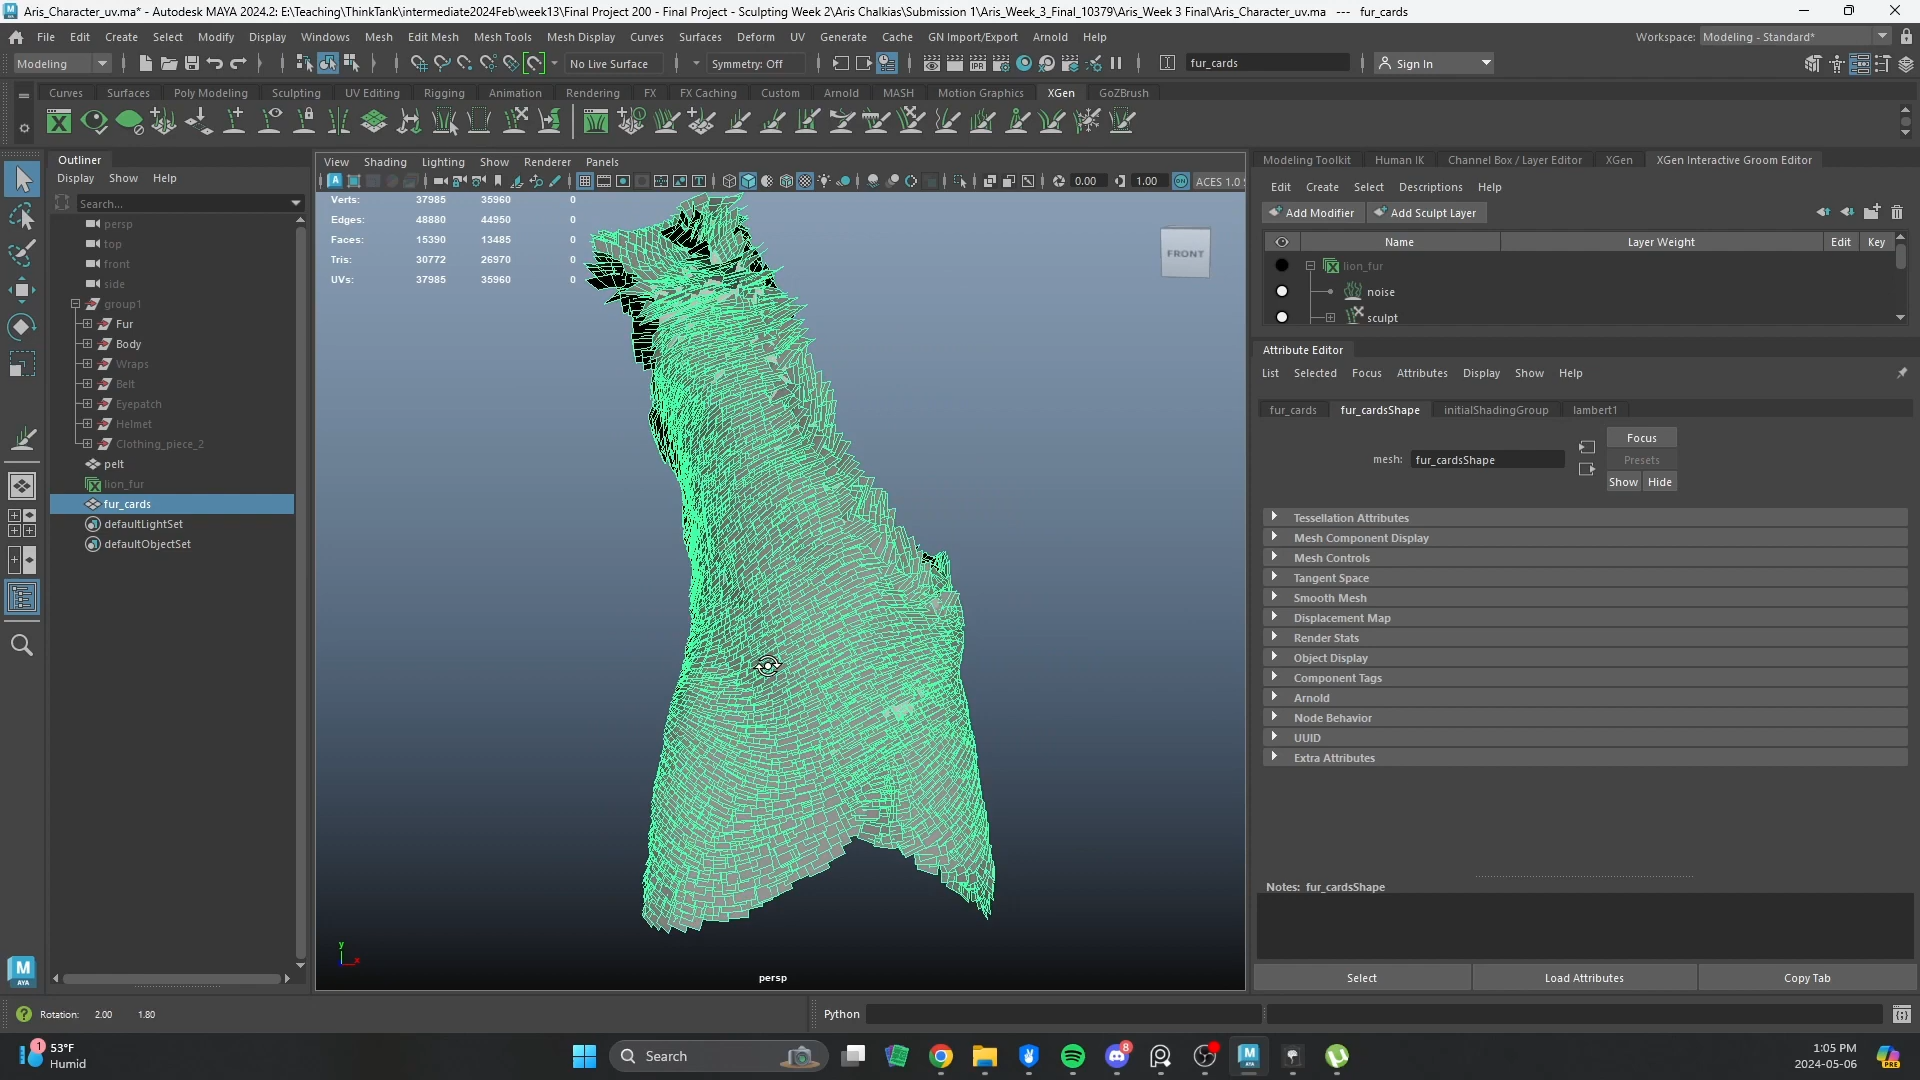 Aris_Character_uv.ma* - Autodesk MAYA 2024.2: E:\Teaching\ThinkTank\intermediate2024Feb\week13\Final Project 200 - Final Project - Sculpting Week 2\Aris Chalkias\Submission 1\Aris_Week_3_Final_10379\Aris_Week 3 Final\Aris_Character_uv.ma --- fur_cards
File Edit Create Select Modify Display Windows Mesh Edit Mesh Mesh Tools Mesh Display Curves Surfaces Deform UV Generate Cache GN Import/Export Arnold Help Workspace: Modeling - Standard*
Modeling No Live Surface Symmetry: Off fur_cards Sign In
Curves Surfaces Poly Modeling Sculpting UV Editing Rigging Animation Rendering FX FX Caching Custom Arnold MASH Motion Graphics XGen GoZBrush
Outliner
Display Show Help
Search...
persp
top
front
side
group1
Fur
Body
Wraps
Belt
Eyepatch
Helmet
Clothing_piece_2
pelt
lion_fur
fur_cards
defaultLightSet
defaultObjectSet
View Shading Lighting Show Renderer Panels
0.00 1.00 ACES 1.0
Verts: 37985 35960 0
Edges: 48880 44950 0
Faces: 15390 13485 0
Tris: 30772 26970 0
UVs: 37985 35960 0
FRONT
y
x
persp
Modeling Toolkit Human IK Channel Box / Layer Editor XGen XGen Interactive Groom Editor
Edit Create Select Descriptions Help
Add Modifier Add Sculpt Layer
Name Layer Weight Edit Key
lion_fur
noise
sculpt
Attribute Editor
List Selected Focus Attributes Display Show Help
fur_cards fur_cardsShape initialShadingGroup lambert1
mesh: fur_cardsShape
Focus
Presets
Show Hide
Tessellation Attributes
Mesh Component Display
Mesh Controls
Tangent Space
Smooth Mesh
Displacement Map
Render Stats
Object Display
Component Tags
Arnold
Node Behavior
UUID
Extra Attributes
Notes: fur_cardsShape
Select Load Attributes Copy Tab
Rotation: 2.00 1.80
Python
1
53°F
Humid
Search
8
1:05 PM
2024-05-06